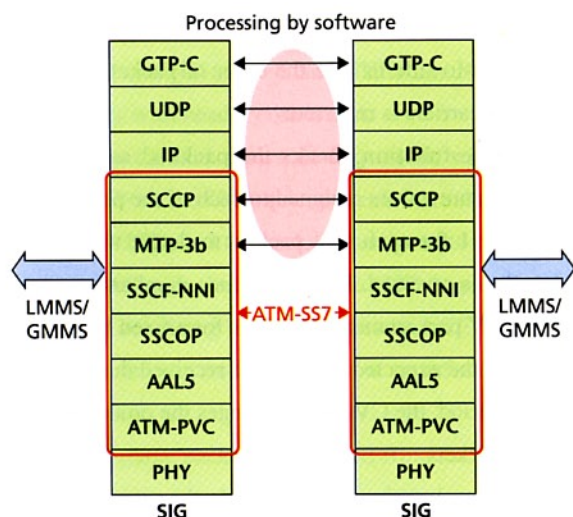 Processing by software
GTP-C GTP-C
UDP UDP
IP IP
SCCP SCCP
MTP-3b MTP-3b
SSCF-NNI SSCF-NNI
LMMS/ ATM-SS7 LMMS/
GMMS GMMS
SSCOP SSCOP
AAL5 AAL5
ATM-PVC ATM-PVC
PHY PHY
SIG SIG